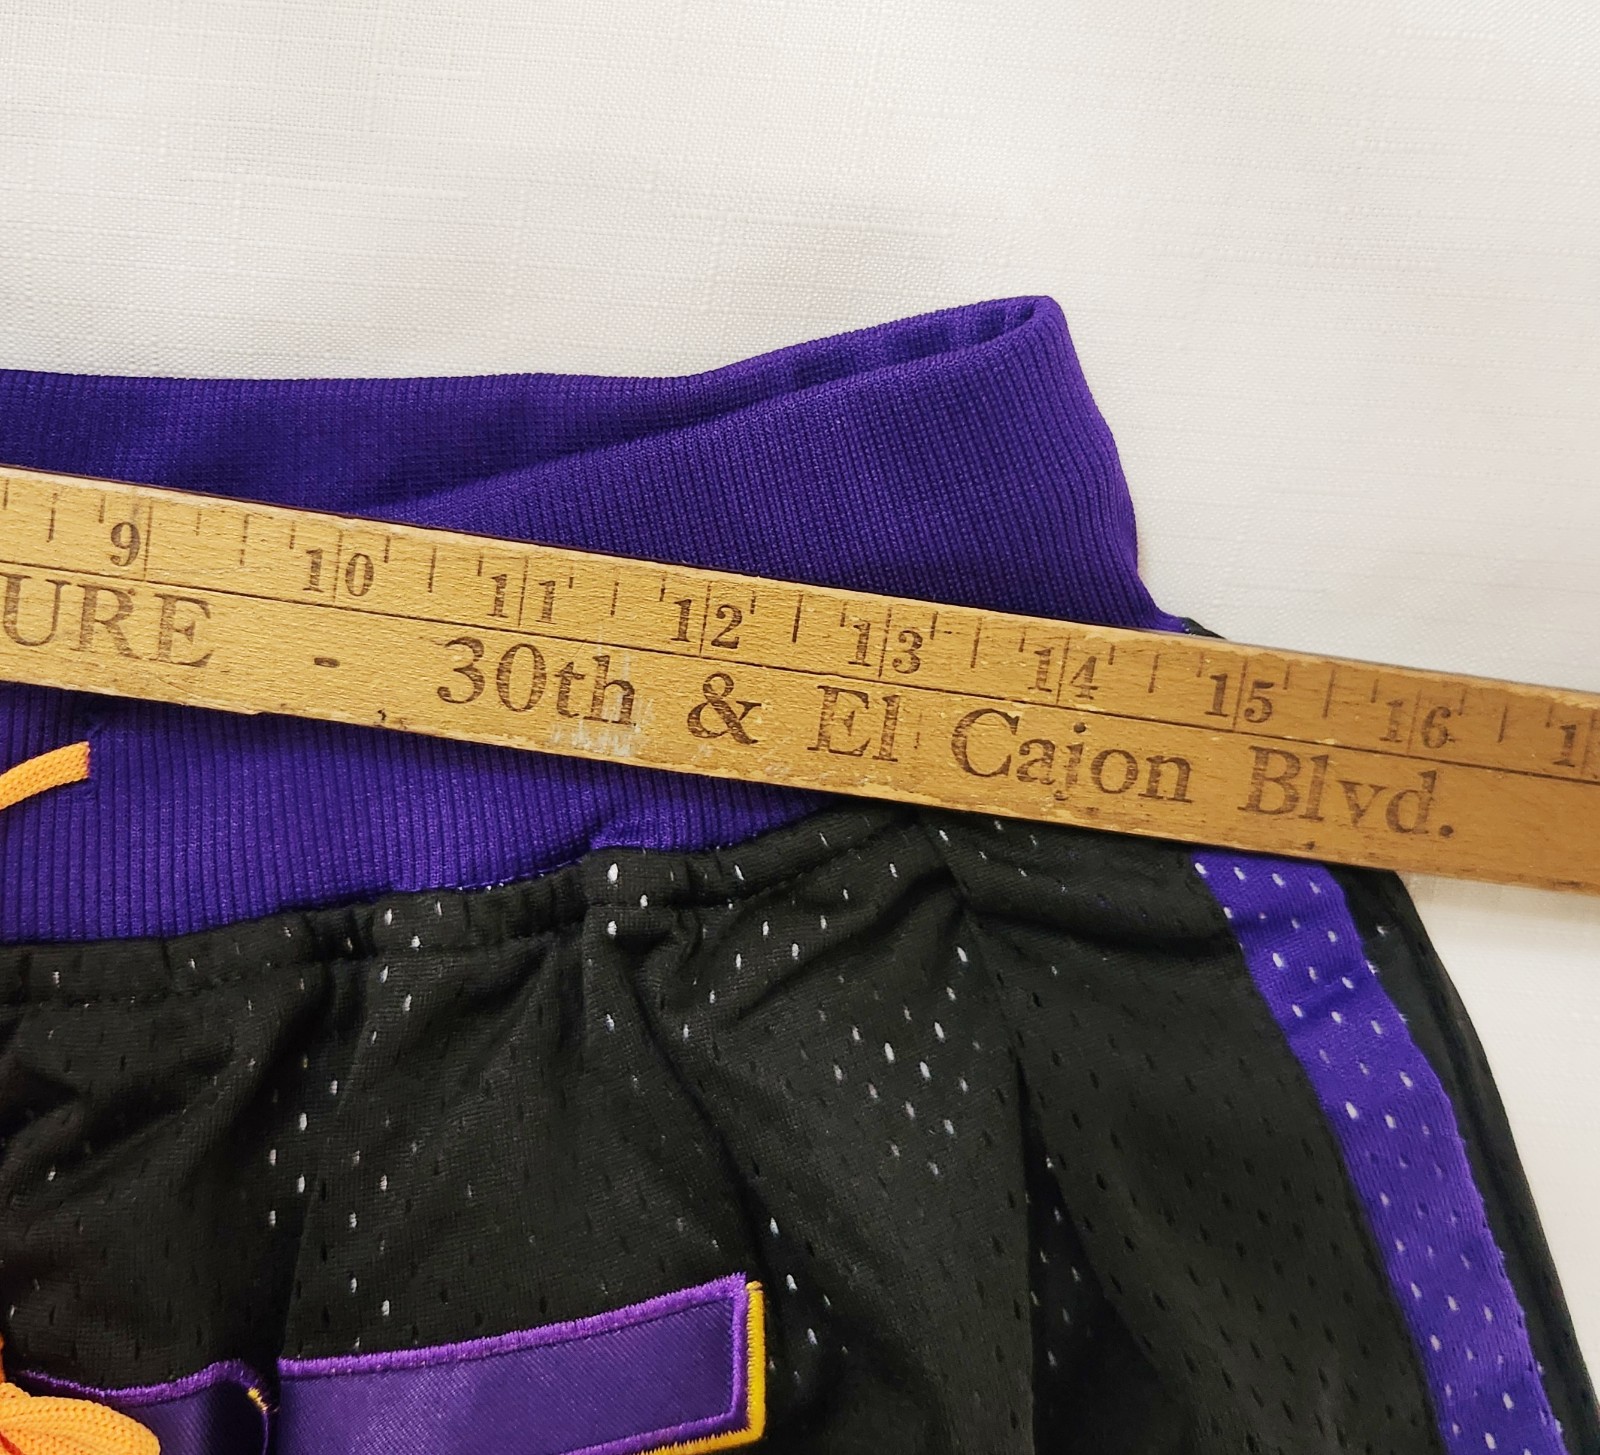 9 10 11 12 13 14 15 16
URE - 30th & El Cajon Blvd.